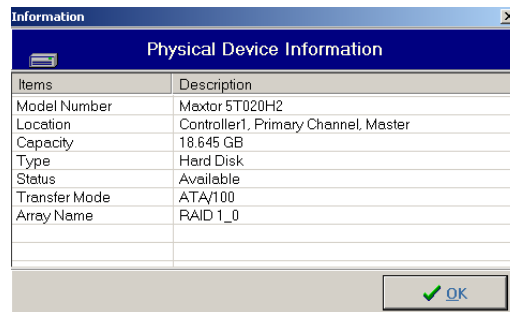 Information
Physical Device Information
Items Description
Model Number Maxtor 5T020H2
Location Controller1, Primary Channel, Master
Capacity 18.645 GB
Type Hard Disk
Status Available
Transfer Mode ATA/100
Array Name RAID 1_0
OK